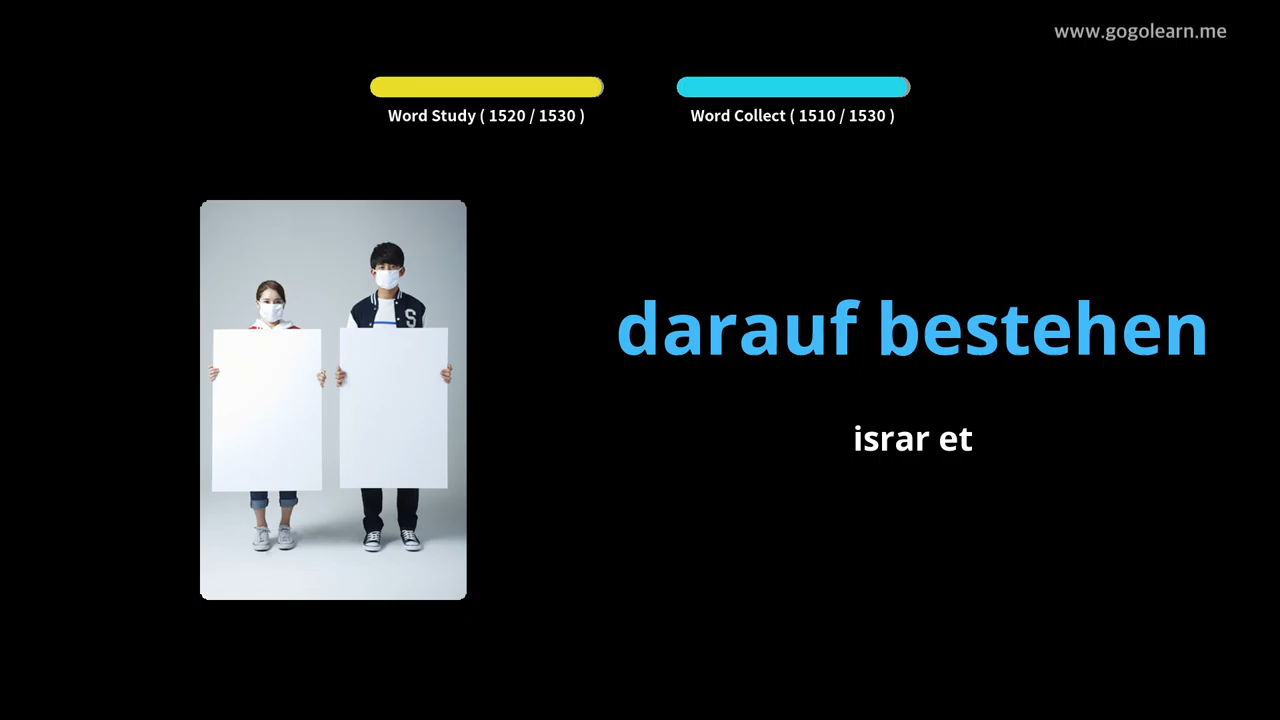 www.gogolearn.me
Word Study ( 1520 / 1530 )
Word Collect ( 1510 / 1530 )
S
darauf bestehen
israr et